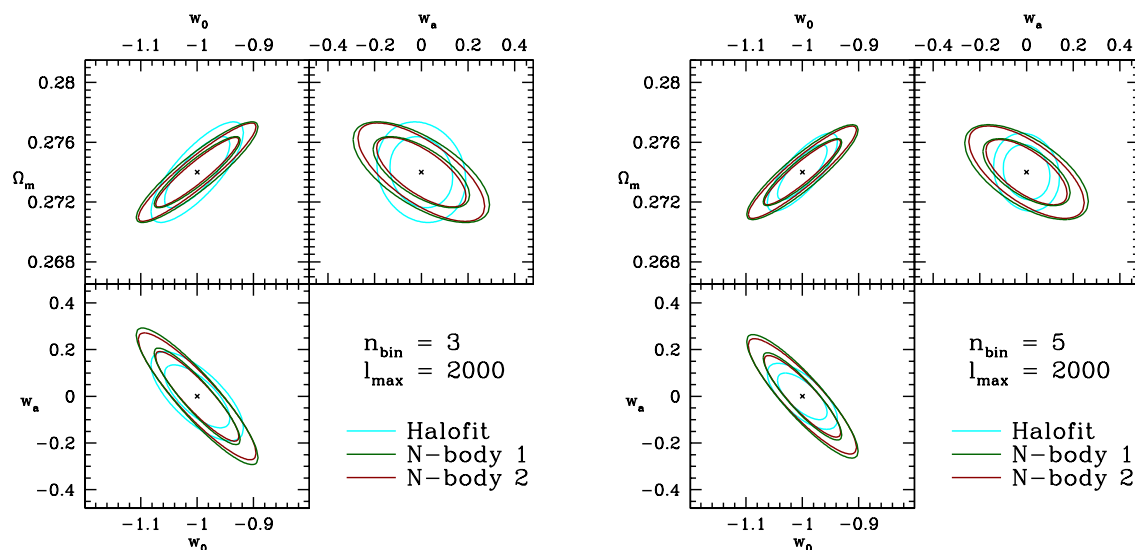 w0 wa w0 wa
−1.1 −1 −0.9 −0.4 −0.2 0 0.2 0.4 −1.1 −1 −0.9 −0.4 −0.2 0 0.2 0.4
0.28 0.28
0.276 0.276
Ωm Ωm
0.272 0.272
0.268 0.268
0.4 0.4
0.2 nbin = 3 0.2 nbin = 5
lmax = 2000 lmax = 2000
wa 0 wa 0
−0.2 Halofit −0.2 Halofit
N−body 1 N−body 1
−0.4 N−body 2 −0.4 N−body 2
−1.1 −1 −0.9 −1.1 −1 −0.9
w0 w0